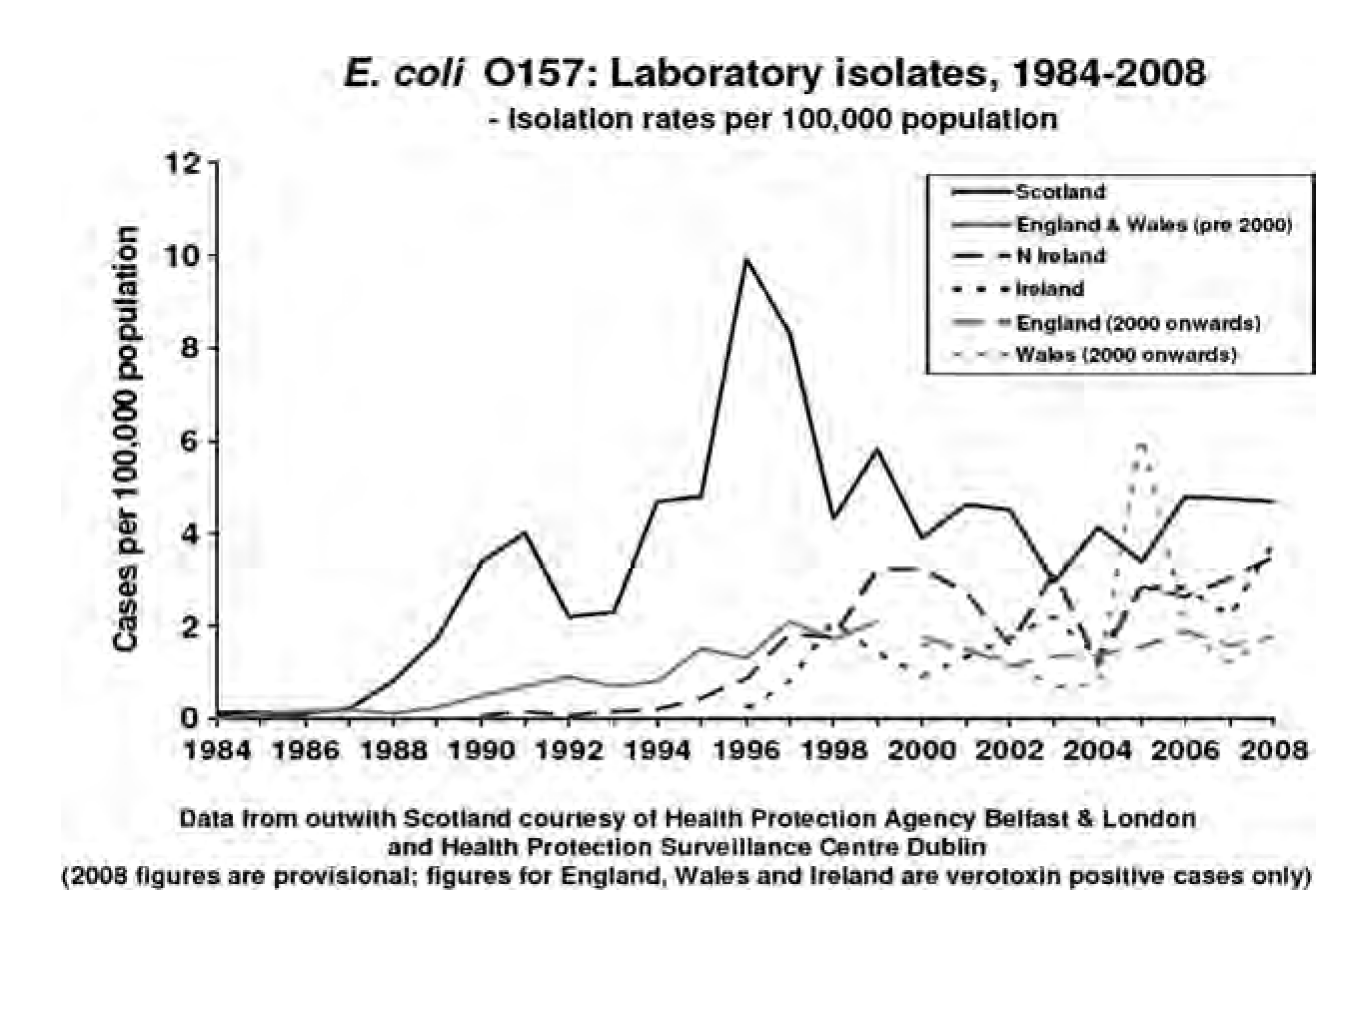 E. coli O157: Laboratory isolates, 1984-2008
- Isolation rates per 100,000 population
12
10
8
6
4
2
0
Cases per 100,000 population
Scotland
England & Wales (pre 2000)
N Ireland
Ireland
England (2000 onwards)
Wales (2000 onwards)
1984 1986 1988 1990 1992 1994 1996 1998 2000 2002 2004 2006 2008
Data from outwith Scotland courtesy of Health Protection Agency Belfast & London
and Health Protection Surveillance Centre Dublin
(2008 figures are provisional; figures for England, Wales and Ireland are verotoxin positive cases only)